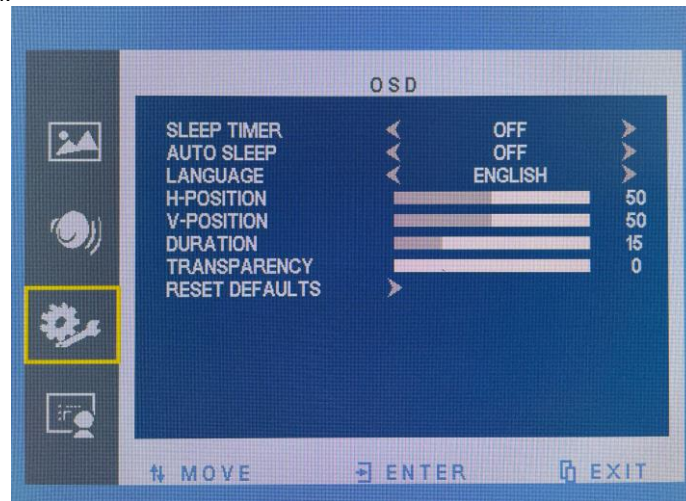 OSD
SLEEP TIMER OFF
AUTO SLEEP OFF
LANGUAGE ENGLISH
H-POSITION 50
V-POSITION 50
DURATION 15
TRANSPARENCY 0
RESET DEFAULTS
MOVE ENTER EXIT